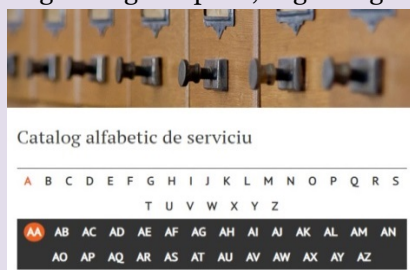 Catalog alfabetic de serviciu
A B C D E F G H I J K L M N O P Q R S
T U V W X Y Z
AA AB AC AD AE AF AG AH AI AJ AK AL AM AN
AO AP AQ AR AS AT AU AV AW AX AY AZ